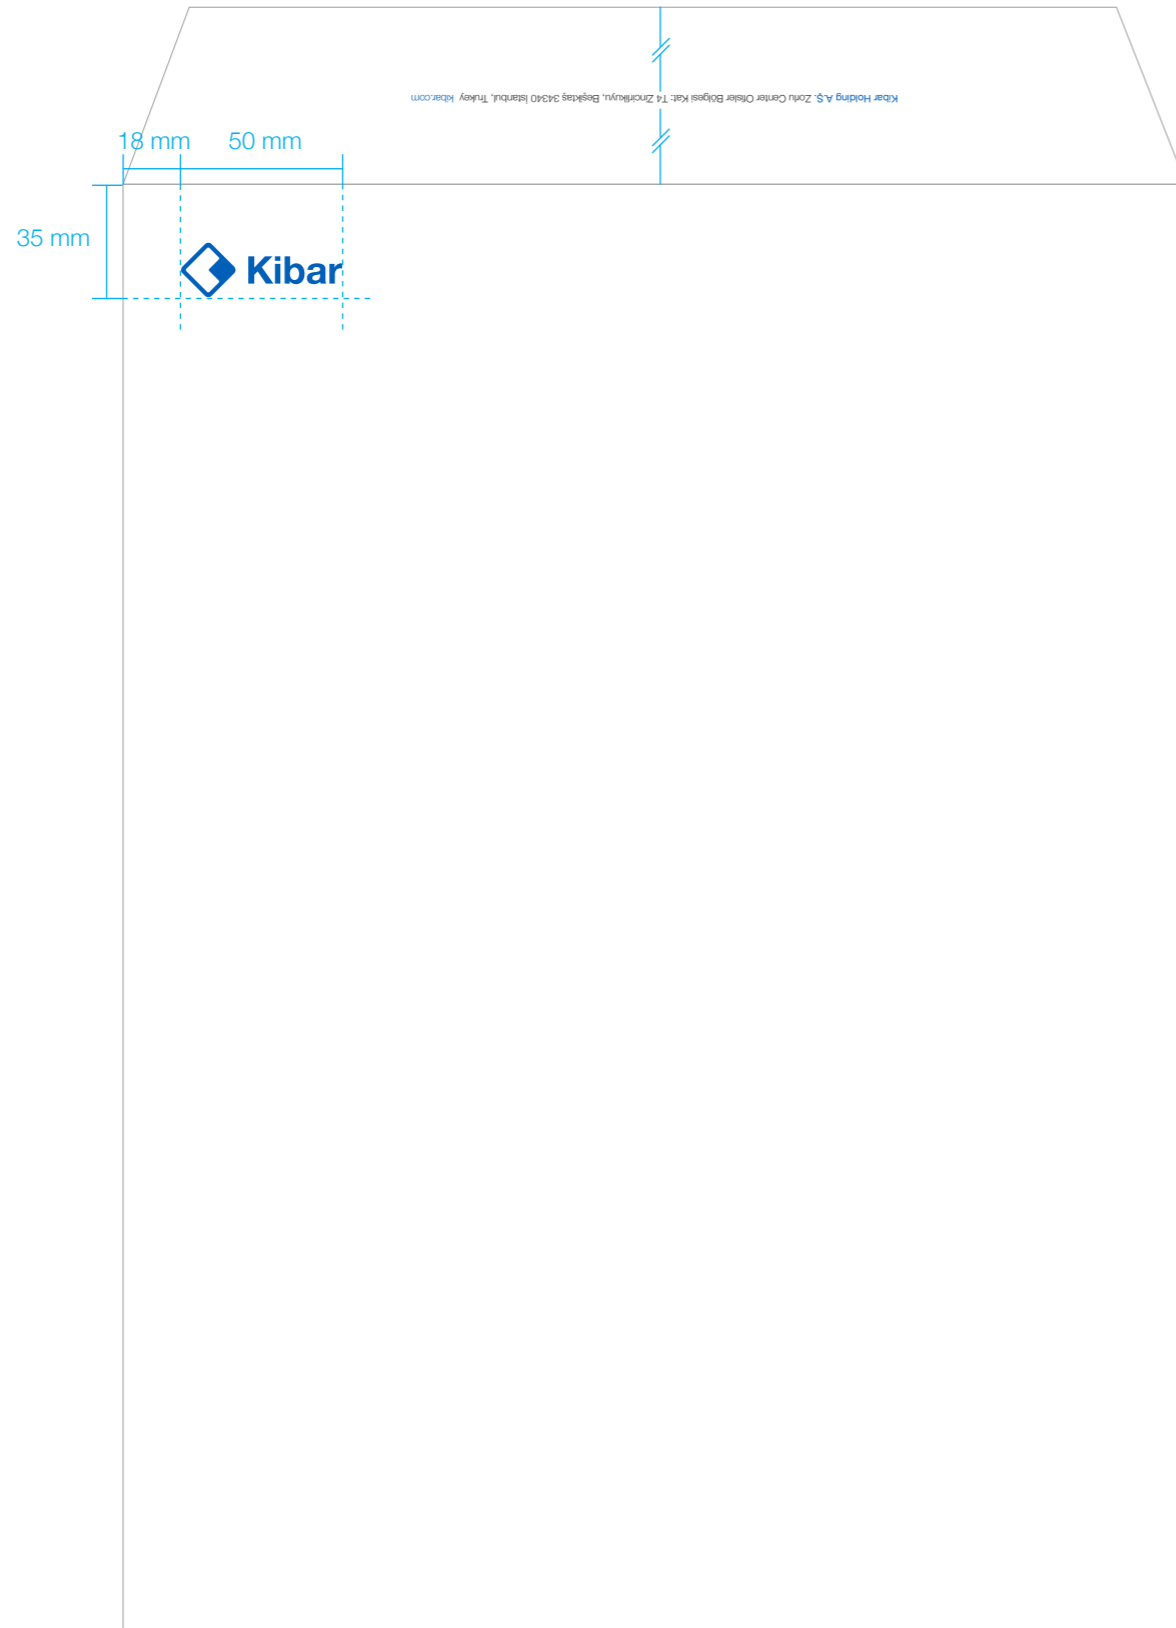 Kibar Holding A.Ş. Zorlu Center Ofisler Bölgesi Kat: T4 Zincirlikuyu, Beşiktaş 34340 İstanbul, Trukey kibar.com
18 mm 50 mm
35 mm
Kibar